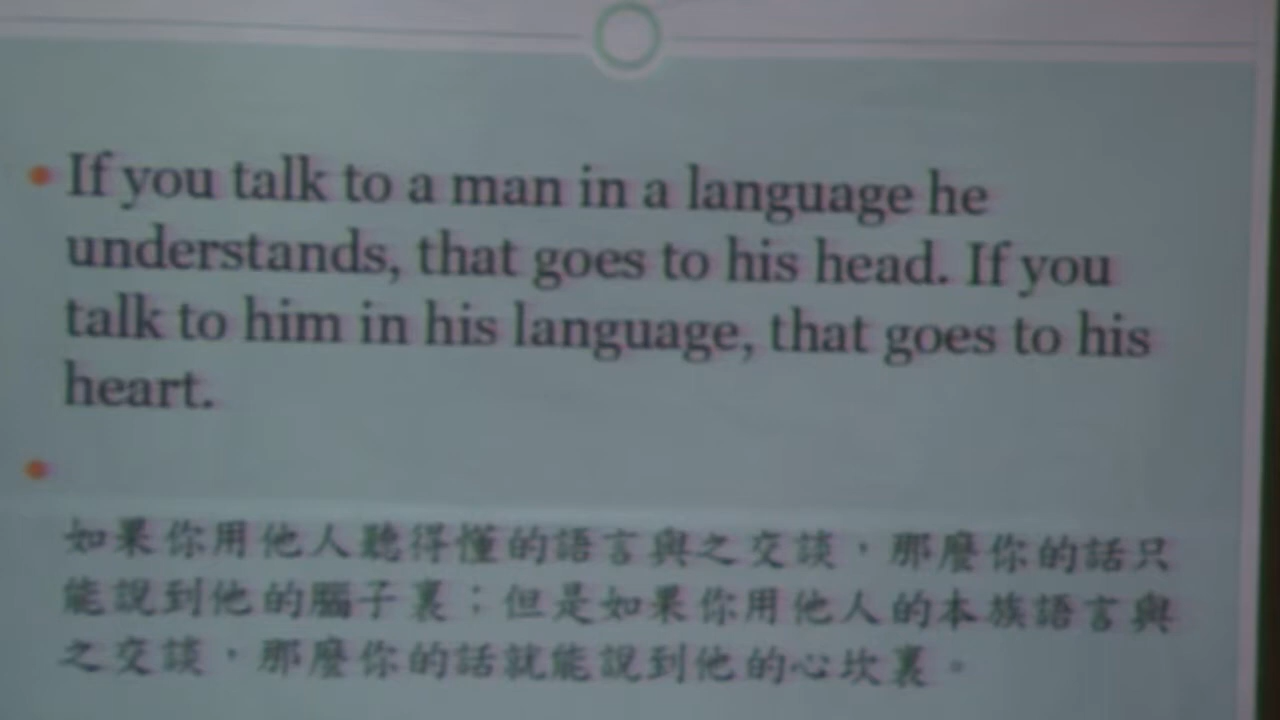 If you talk to a man in a language he
understands, that goes to his head. If you
talk to him in his language, that goes to his
heart.
如果你用他人聽得懂的語言與之交談，那麼你的話只
能說到他的腦子裏；但是如果你用他人的本族語言與
之交談，那麼你的話就能說到他的心坎裏。